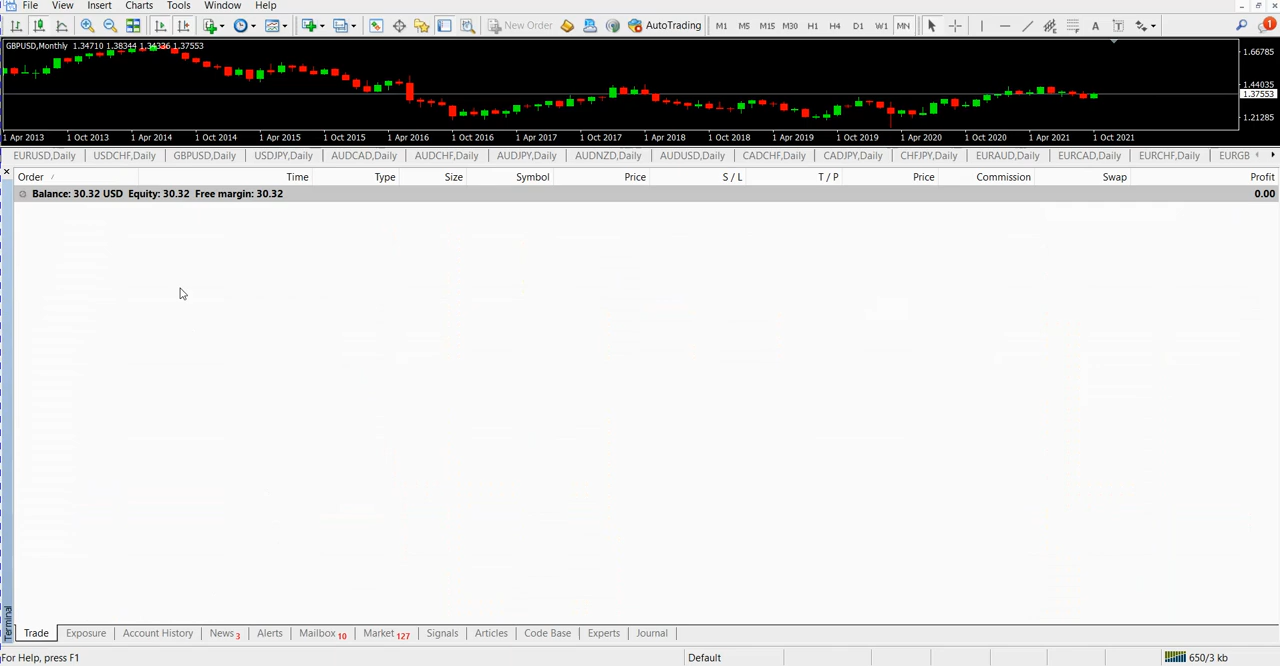 File View Insert Charts Tools Window Help
New Order AutoTrading M1 M5 M15 M30 H1 H4 D1 W1 MN A T 1
GBPUSD,Monthly 1.34710 1.38344 1.34336 1.37553
1.66785
1.44035
1.37553
1.21285
1 Apr 2013 1 Oct 2013 1 Apr 2014 1 Oct 2014 1 Apr 2015 1 Oct 2015 1 Apr 2016 1 Oct 2016 1 Apr 2017 1 Oct 2017 1 Apr 2018 1 Oct 2018 1 Apr 2019 1 Oct 2019 1 Apr 2020 1 Oct 2020 1 Apr 2021 1 Oct 2021
EURUSD,Daily USDCHF,Daily GBPUSD,Daily USDJPY,Daily AUDCAD,Daily AUDCHF,Daily AUDJPY,Daily AUDNZD,Daily AUDUSD,Daily CADCHF,Daily CADJPY,Daily CHFJPY,Daily EURAUD,Daily EURCAD,Daily EURCHF,Daily EURGB
Order Time Type Size Symbol Price S / L T / P Price Commission Swap Profit
Balance: 30.32 USD Equity: 30.32 Free margin: 30.32 0.00
Terminal
Trade Exposure Account History News 3 Alerts Mailbox 10 Market 127 Signals Articles Code Base Experts Journal
For Help, press F1 Default 650/3 kb